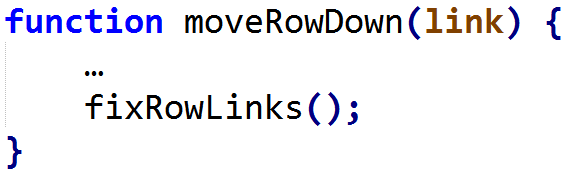 function moveRowDown(link) {
…
fixRowLinks();
}